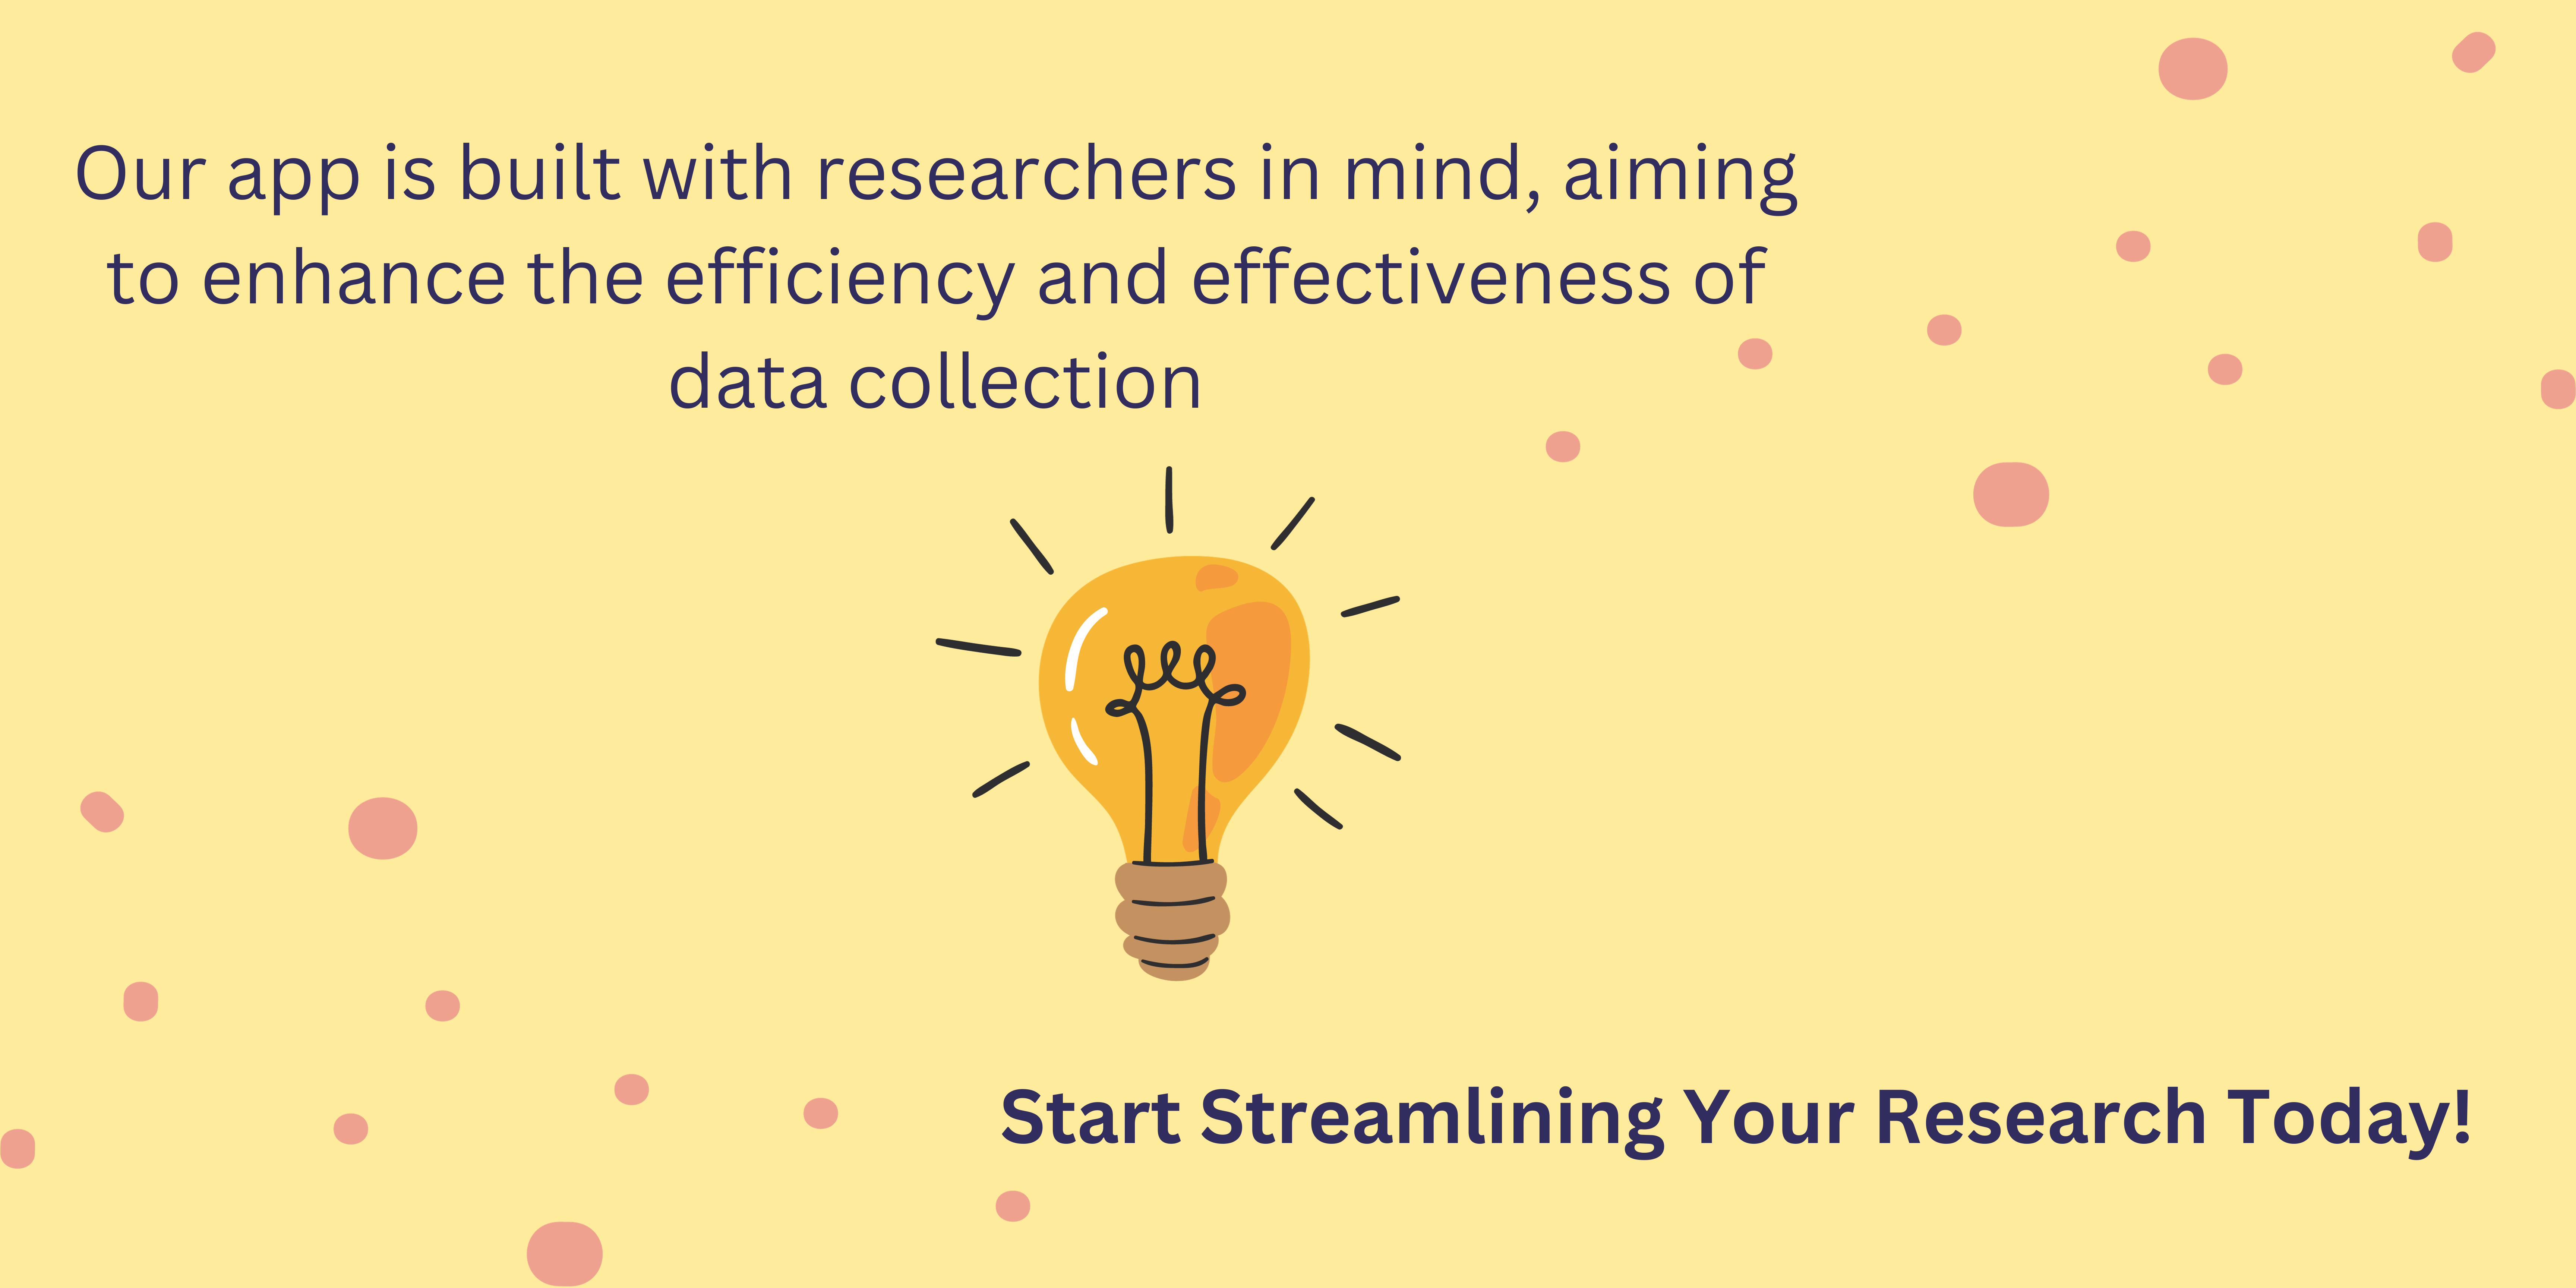 Our app is built with researchers in mind, aiming
to enhance the efficiency and effectiveness of
data collection
Start Streamlining Your Research Today!